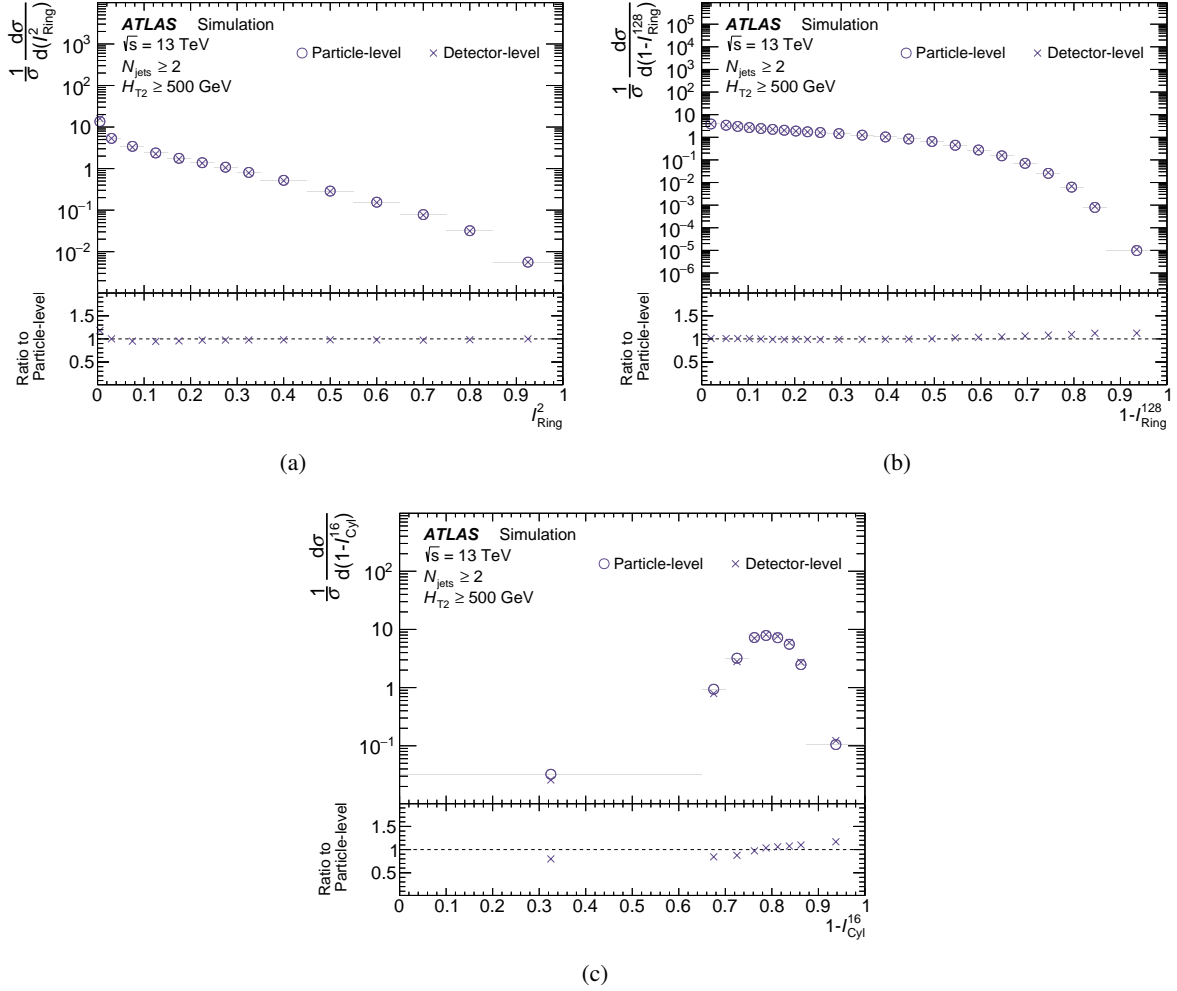 ATLAS Simulation
√s = 13 TeV
N_jets ≥ 2
H_T2 ≥ 500 GeV
Particle-level
Detector-level
1/σ dσ/d(I²_Ring)
10³
10²
10
1
10⁻¹
10⁻²
Ratio to
Particle-level
1.5
1
0.5
0 0.1 0.2 0.3 0.4 0.5 0.6 0.7 0.8 0.9 1
I²_Ring
(a)
ATLAS Simulation
√s = 13 TeV
N_jets ≥ 2
H_T2 ≥ 500 GeV
Particle-level
Detector-level
1/σ dσ/d(1-I¹²⁸_Ring)
10⁵
10⁴
10³
10²
10
1
10⁻¹
10⁻²
10⁻³
10⁻⁴
10⁻⁵
10⁻⁶
Ratio to
Particle-level
1.5
1
0.5
0 0.1 0.2 0.3 0.4 0.5 0.6 0.7 0.8 0.9 1
1-I¹²⁸_Ring
(b)
ATLAS Simulation
√s = 13 TeV
N_jets ≥ 2
H_T2 ≥ 500 GeV
Particle-level
Detector-level
1/σ dσ/d(1-I¹⁶_Cyl)
10²
10
1
10⁻¹
Ratio to
Particle-level
1.5
1
0.5
0 0.1 0.2 0.3 0.4 0.5 0.6 0.7 0.8 0.9 1
1-I¹⁶_Cyl
(c)